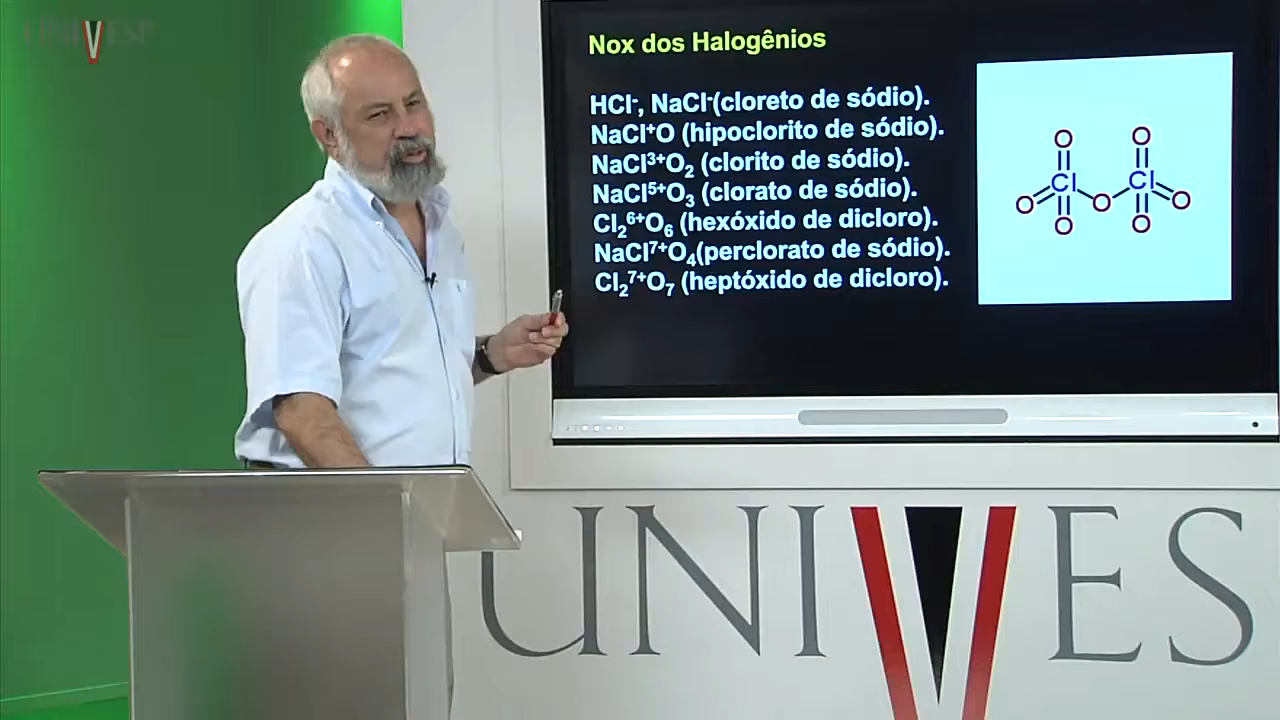 UNIVESP
Nox dos Halogênios
HCl⁻, NaCl⁻(cloreto de sódio).
NaCl⁺O (hipoclorito de sódio).
NaCl³⁺O₂ (clorito de sódio).
NaCl⁵⁺O₃ (clorato de sódio).
Cl₂⁶⁺O₆ (hexóxido de dicloro).
NaCl⁷⁺O₄(perclorato de sódio).
Cl₂⁷⁺O₇ (heptóxido de dicloro).
O O
Cl Cl
O O O
O O
UNIVES